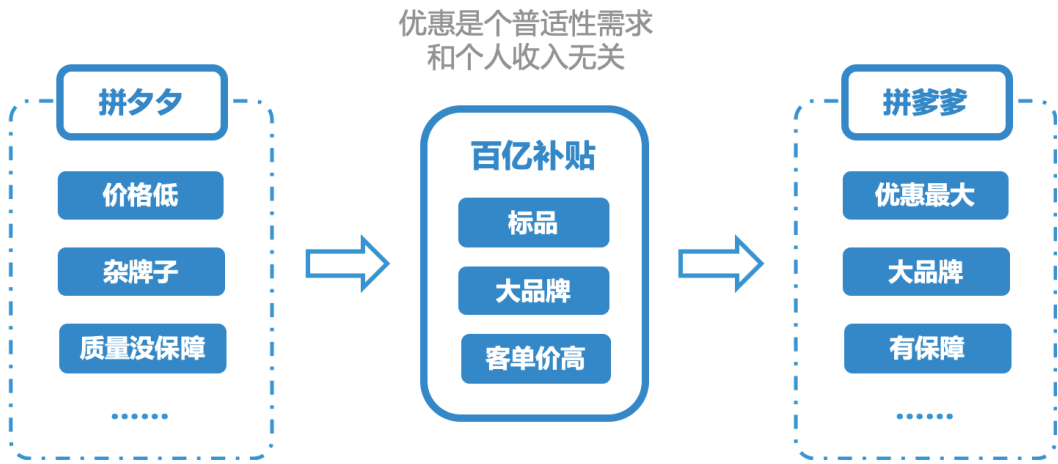 优惠是个普适性需求
和个人收入无关
拼夕夕
价格低
杂牌子
质量没保障
......
百亿补贴
标品
大品牌
客单价高
拼爹爹
优惠最大
大品牌
有保障
......